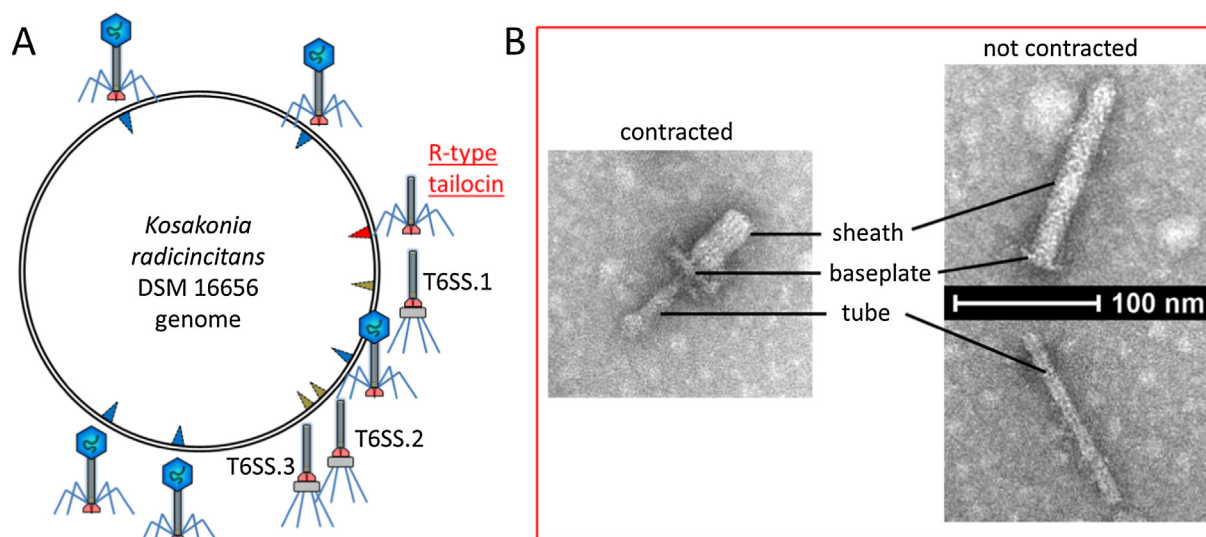 A
R-type
tailocin
Kosakonia
radicincitans
DSM 16656
genome
T6SS.1
T6SS.2
T6SS.3
B
not contracted
contracted
sheath
baseplate
100 nm
tube